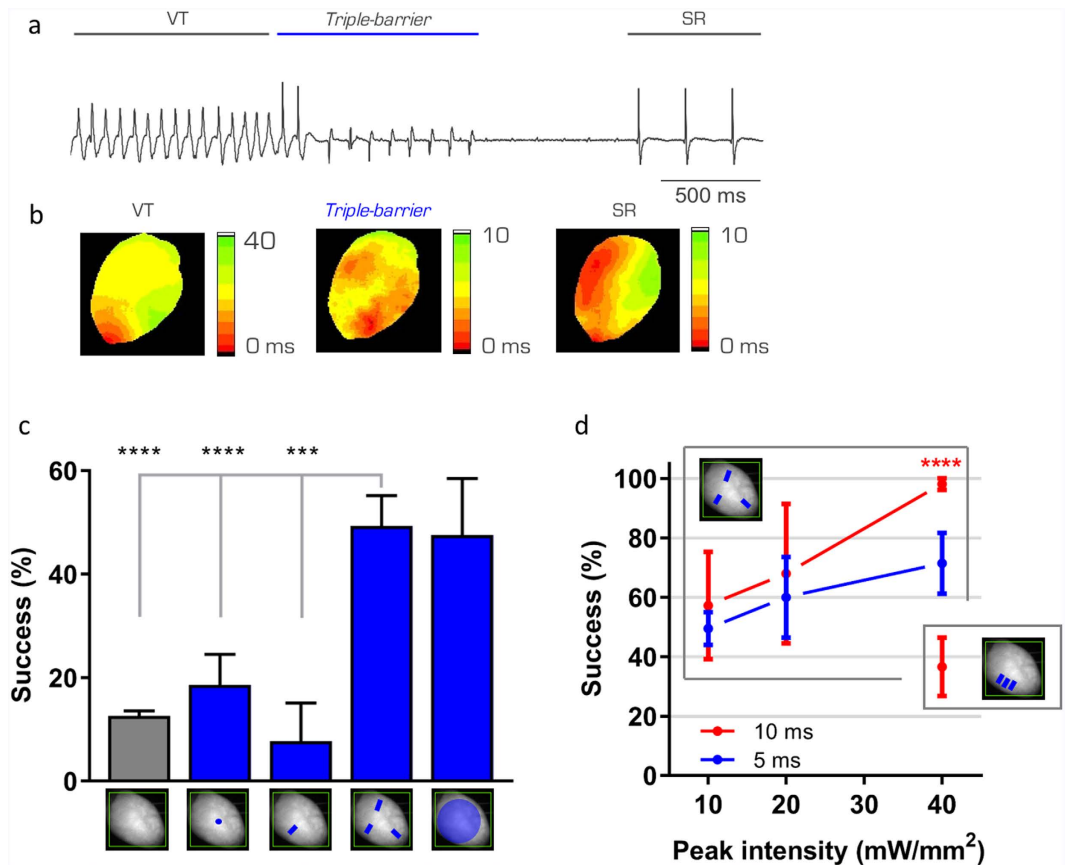 a
VT Triple-barrier SR
500 ms
b
VT Triple-barrier SR
40 10 10
0 ms 0 ms 0 ms
c
**** **** ***
60
40
20
0
Success (%)
d
****
100
80
60
40
20
0
Success (%)
10 ms
5 ms
10 20 30 40
Peak intensity (mW/mm²)